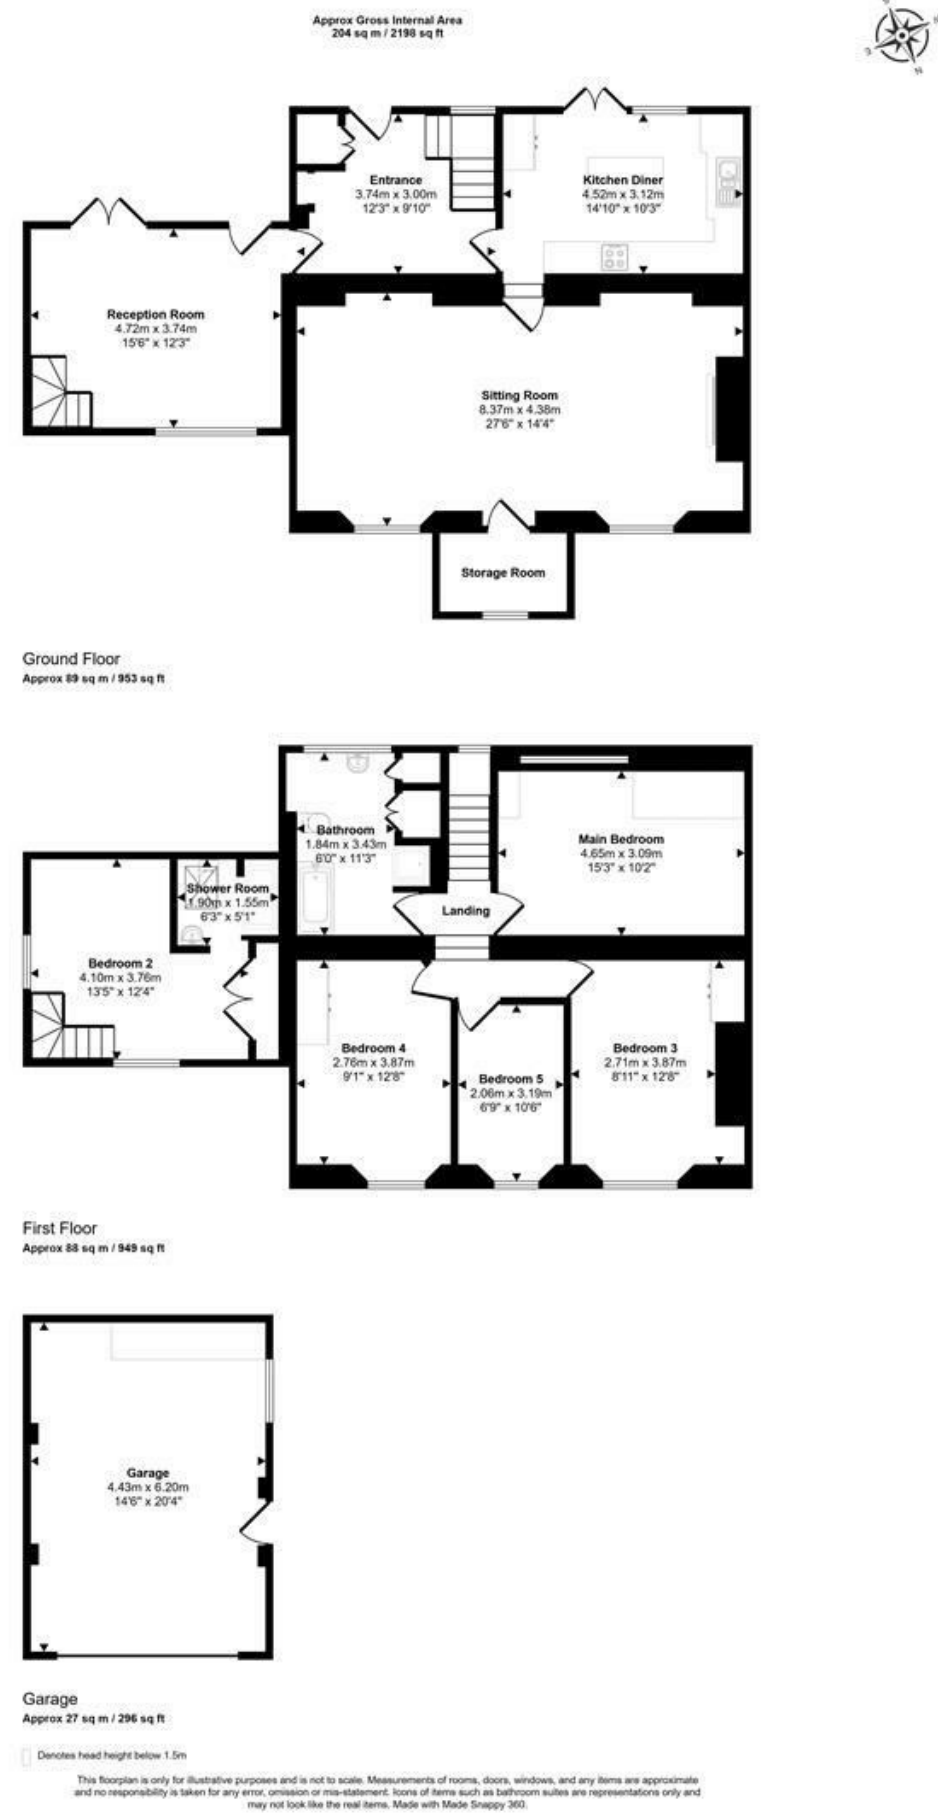 Approx Gross Internal Area
204 sq m / 2198 sq ft
N
Entrance
3.74m x 3.00m
12'3" x 9'10"
Kitchen Diner
4.52m x 3.12m
14'10" x 10'3"
Reception Room
4.72m x 3.74m
15'6" x 12'3"
Sitting Room
8.37m x 4.38m
27'6" x 14'4"
Storage Room
Ground Floor
Approx 89 sq m / 953 sq ft
Bathroom
1.84m x 3.43m
6'0" x 11'3"
Main Bedroom
4.65m x 3.09m
15'3" x 10'2"
Shower Room
1.90m x 1.55m
6'3" x 5'1"
Landing
Bedroom 2
4.10m x 3.76m
13'5" x 12'4"
Bedroom 4
2.76m x 3.87m
9'1" x 12'8"
Bedroom 3
2.71m x 3.87m
8'11" x 12'8"
Bedroom 5
2.06m x 3.19m
6'9" x 10'6"
First Floor
Approx 88 sq m / 949 sq ft
Garage
4.43m x 6.20m
14'6" x 20'4"
Garage
Approx 27 sq m / 296 sq ft
Denotes head height below 1.5m
This floorplan is only for illustrative purposes and is not to scale. Measurements of rooms, doors, windows, and any items are approximate
and no responsibility is taken for any error, omission or mis-statement. Icons of items such as bathroom suites are representations only and
may not look like the real items. Made with Made Snappy 360.